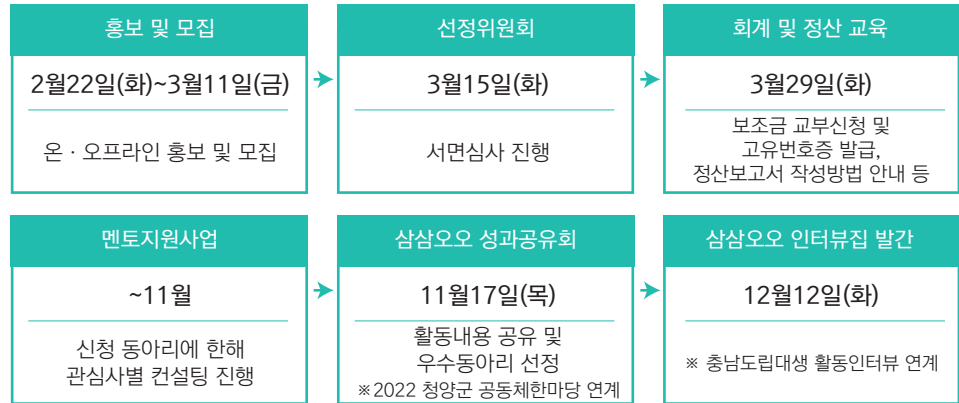 홍보 및 모집
2월22일(화)~3월11일(금)
온 · 오프라인 홍보 및 모집
선정위원회
3월15일(화)
서면심사 진행
회계 및 정산 교육
3월29일(화)
보조금 교부신청 및
고유번호증 발급,
정산보고서 작성방법 안내 등
멘토지원사업
~11월
신청 동아리에 한해
관심사별 컨설팅 진행
삼삼오오 성과공유회
11월17일(목)
활동내용 공유 및
우수동아리 선정
※2022 청양군 공동체한마당 연계
삼삼오오 인터뷰집 발간
12월12일(화)
※ 충남도립대생 활동인터뷰 연계